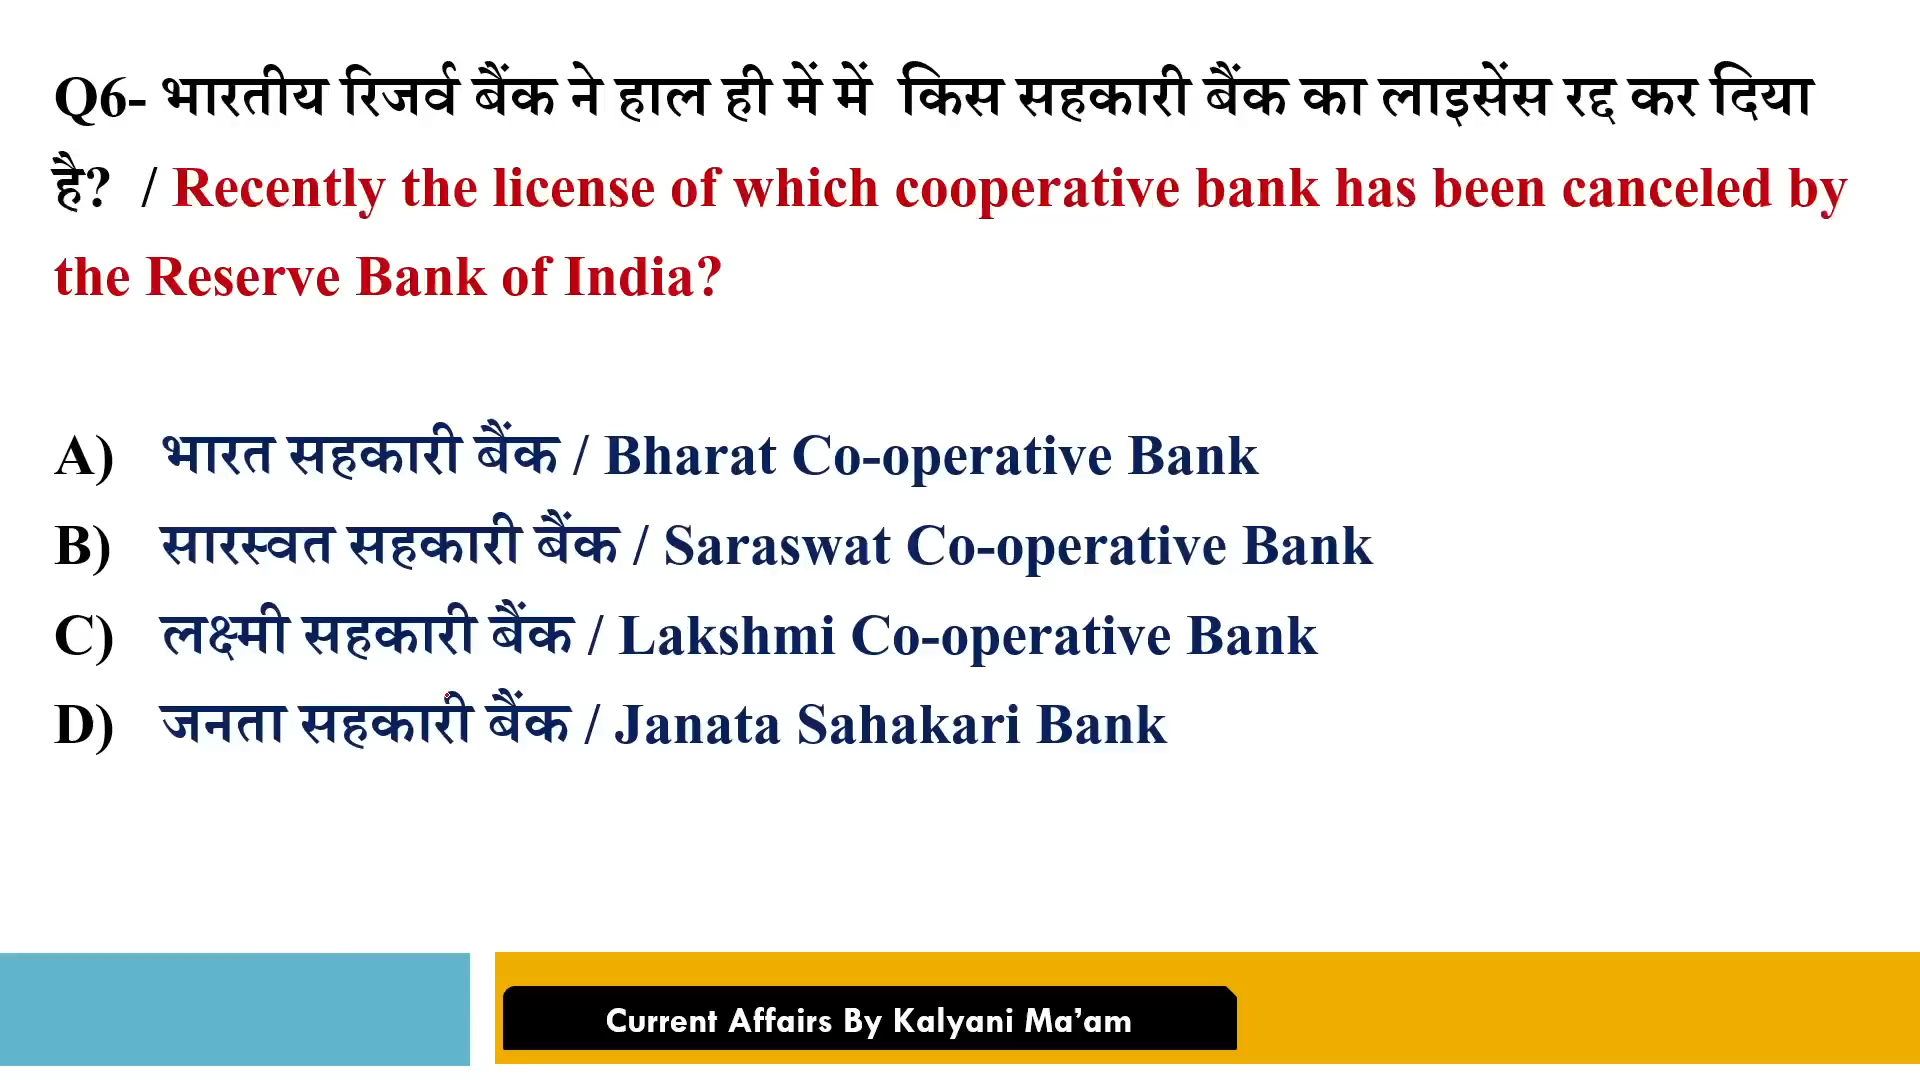 Q6- भारतीय रिजर्व बैंक ने हाल ही में में किस सहकारी बैंक का लाइसेंस रद्द कर दिया
है? / Recently the license of which cooperative bank has been canceled by
the Reserve Bank of India?
A) भारत सहकारी बैंक / Bharat Co-operative Bank
B) सारस्वत सहकारी बैंक / Saraswat Co-operative Bank
C) लक्ष्मी सहकारी बैंक / Lakshmi Co-operative Bank
D) जनता सहकारी बैंक / Janata Sahakari Bank
Current Affairs By Kalyani Ma’am